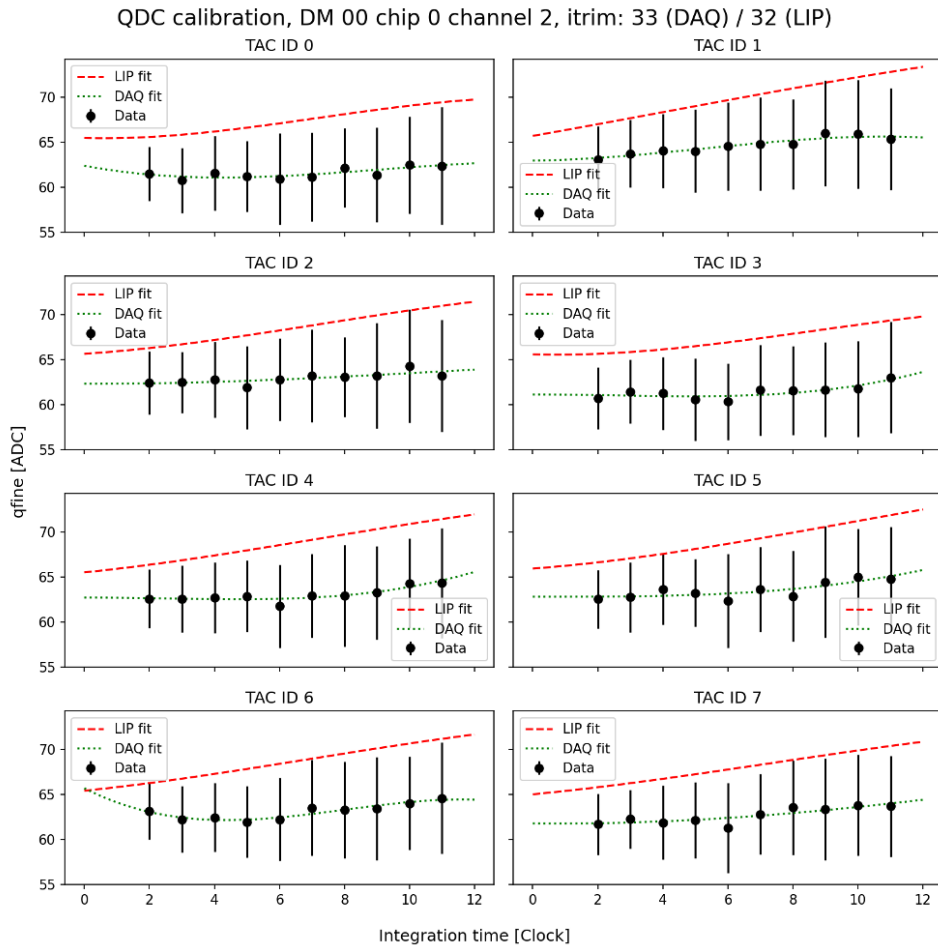 QDC calibration, DM 00 chip 0 channel 2, itrim: 33 (DAQ) / 32 (LIP)
TAC ID 0
TAC ID 1
LIP fit
DAQ fit
Data
70
65
60
55
LIP fit
DAQ fit
Data
TAC ID 2
TAC ID 3
LIP fit
DAQ fit
Data
70
65
60
55
LIP fit
DAQ fit
Data
qfine [ADC]
TAC ID 4
TAC ID 5
70
65
60
55
LIP fit
DAQ fit
Data
LIP fit
DAQ fit
Data
TAC ID 6
TAC ID 7
LIP fit
DAQ fit
Data
70
65
60
55
LIP fit
DAQ fit
Data
0 2 4 6 8 10 12
0 2 4 6 8 10 12
Integration time [Clock]